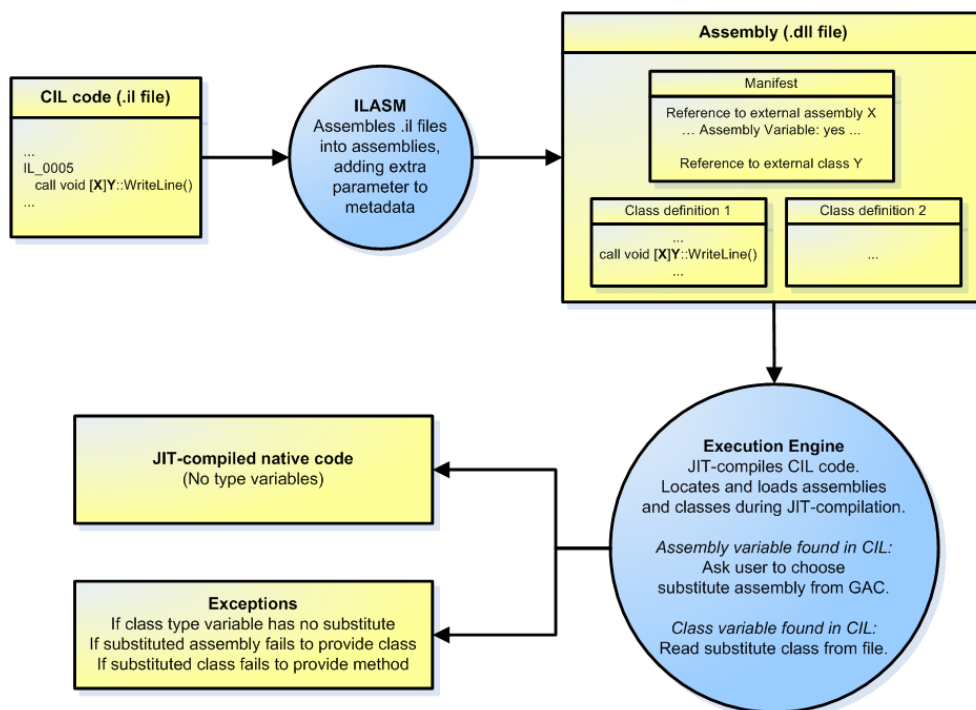 CIL code (.il file)
...
IL_0005
call void [X]Y::WriteLine()
...
ILASM
Assembles .il files
into assemblies,
adding extra
parameter to
metadata
Assembly (.dll file)
Manifest
Reference to external assembly X
... Assembly Variable: yes ...
Reference to external class Y
Class definition 1
...
call void [X]Y::WriteLine()
...
Class definition 2
...
Execution Engine
JIT-compiles CIL code.
Locates and loads assemblies
and classes during JIT-compilation.
Assembly variable found in CIL:
Ask user to choose
substitute assembly from GAC.
Class variable found in CIL:
Read substitute class from file.
JIT-compiled native code
(No type variables)
Exceptions
If class type variable has no substitute
If substituted assembly fails to provide class
If substituted class fails to provide method